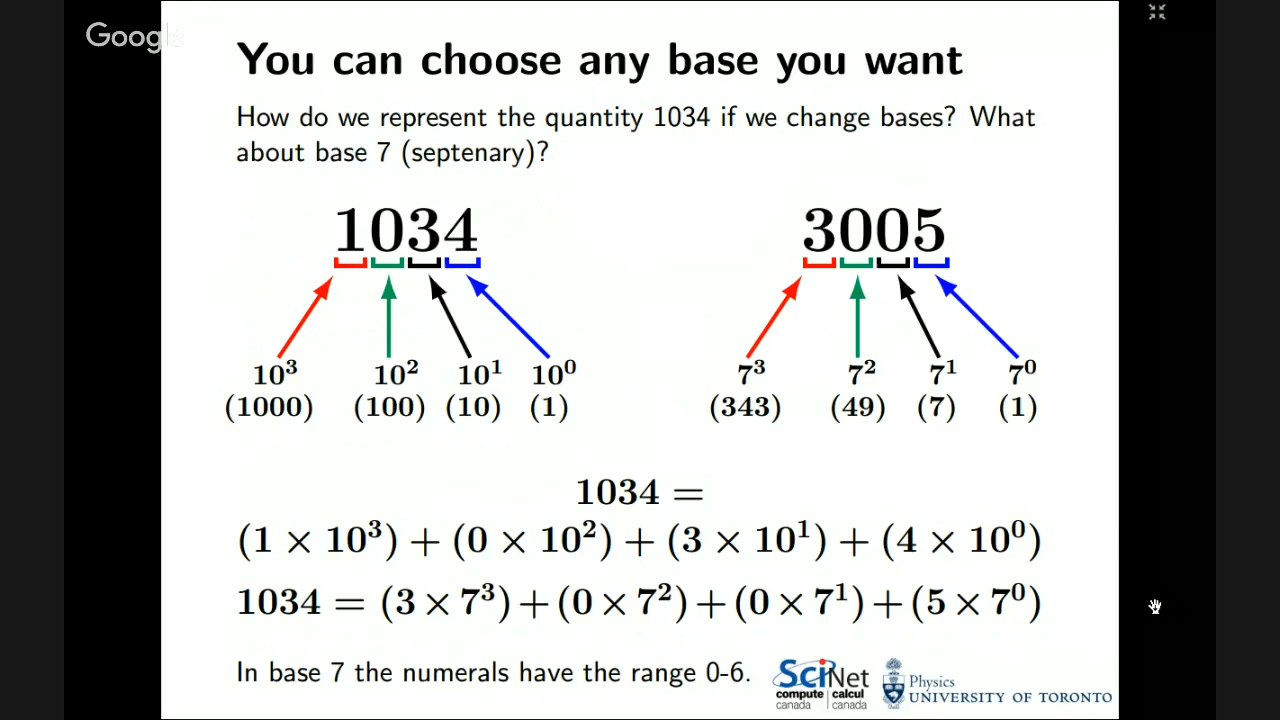 Google
You can choose any base you want
How do we represent the quantity 1034 if we change bases? What
about base 7 (septenary)?
1034 3005
10³ 10² 10¹ 10⁰ 7³ 7² 7¹ 7⁰
(1000) (100) (10) (1) (343) (49) (7) (1)
1034 =
(1 × 10³) + (0 × 10²) + (3 × 10¹) + (4 × 10⁰)
1034 = (3 × 7³) + (0 × 7²) + (0 × 7¹) + (5 × 7⁰)
In base 7 the numerals have the range 0-6.
SciNet
compute | calcul
canada | canada
Physics
UNIVERSITY OF TORONTO